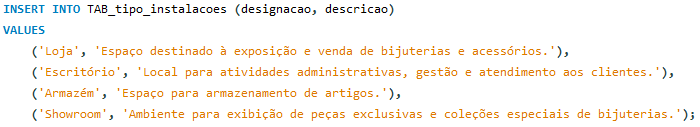 INSERT INTO TAB_tipo_instalacoes (designacao, descricao)
VALUES
('Loja', 'Espaço destinado à exposição e venda de bijuterias e acessórios.'),
('Escritório', 'Local para atividades administrativas, gestão e atendimento aos clientes.'),
('Armazém', 'Espaço para armazenamento de artigos.'),
('Showroom', 'Ambiente para exibição de peças exclusivas e coleções especiais de bijuterias.');